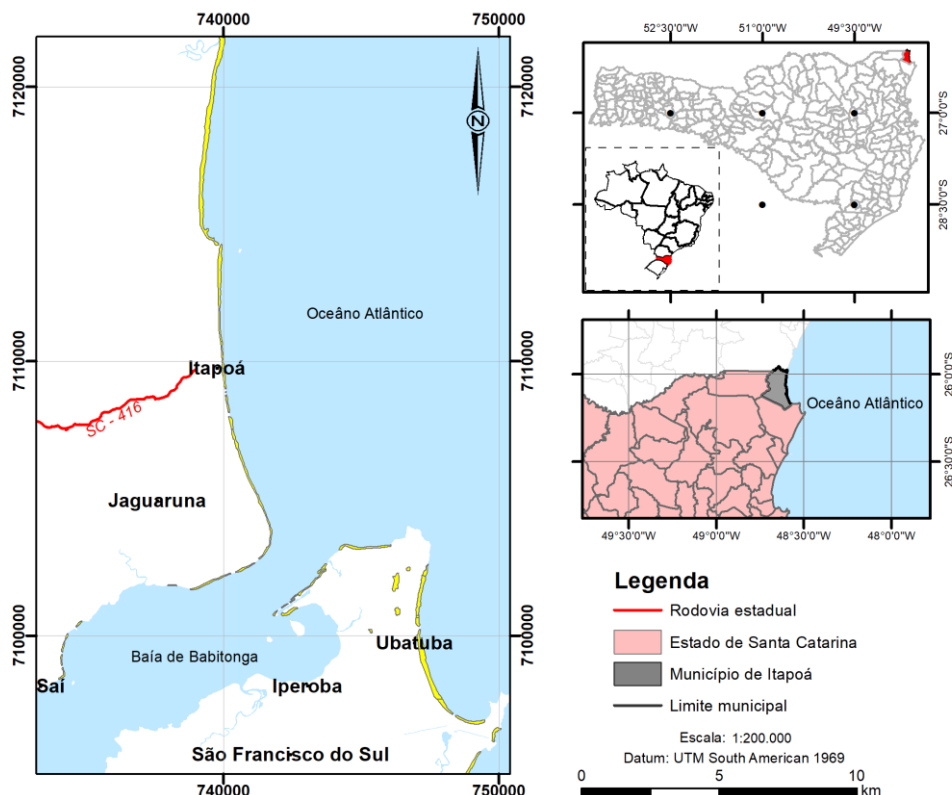 740000
750000
7120000
7120000
7110000
7110000
7100000
7100000
N
Oceâno Atlântico
Itapoá
SC - 416
Jaguaruna
Ubatuba
Baía de Babitonga
Saí
Iperoba
São Francisco do Sul
740000
750000
52°30'0"W
51°0'0"W
49°30'0"W
27°0'0"S
28°30'0"S
Oceâno Atlântico
26°0'0"S
26°30'0"S
49°30'0"W
49°0'0"W
48°30'0"W
48°0'0"W
Legenda
Rodovia estadual
Estado de Santa Catarina
Município de Itapoá
Limite municipal
Escala: 1:200.000
Datum: UTM South American 1969
0
5
10
km